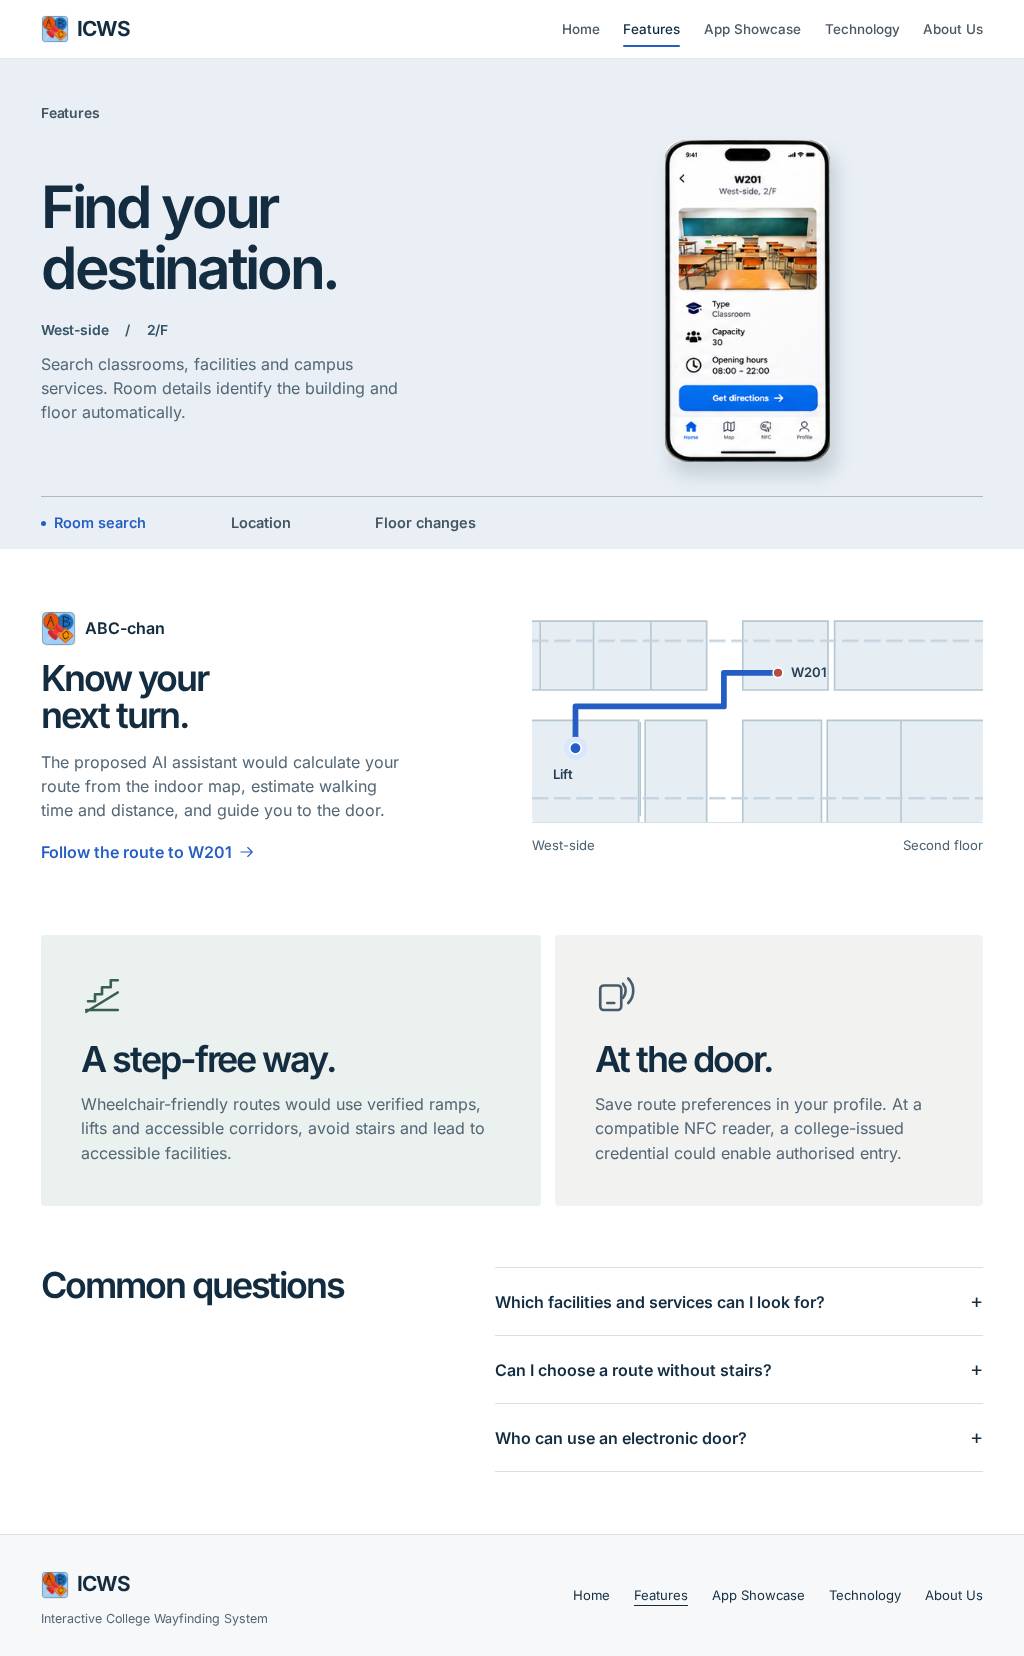 ICWS
Home
Features
App Showcase
Technology
About Us
Features
Find your
destination.
West-side / 2/F
Search classrooms, facilities and campus
services. Room details identify the building and
floor automatically.
9:41
W201
West-side, 2/F
Type
Classroom
Capacity
30
Opening hours
08:00 – 22:00
Get directions →
Home
Map
NFC
Profile
Room search
Location
Floor changes
ABC-chan
Know your
next turn.
The proposed AI assistant would calculate your
route from the indoor map, estimate walking
time and distance, and guide you to the door.
Follow the route to W201 →
W201
Lift
West-side
Second floor
A step-free way.
Wheelchair-friendly routes would use verified ramps,
lifts and accessible corridors, avoid stairs and lead to
accessible facilities.
At the door.
Save route preferences in your profile. At a
compatible NFC reader, a college-issued
credential could enable authorised entry.
Common questions
Which facilities and services can I look for? +
Can I choose a route without stairs? +
Who can use an electronic door? +
ICWS
Interactive College Wayfinding System
Home
Features
App Showcase
Technology
About Us